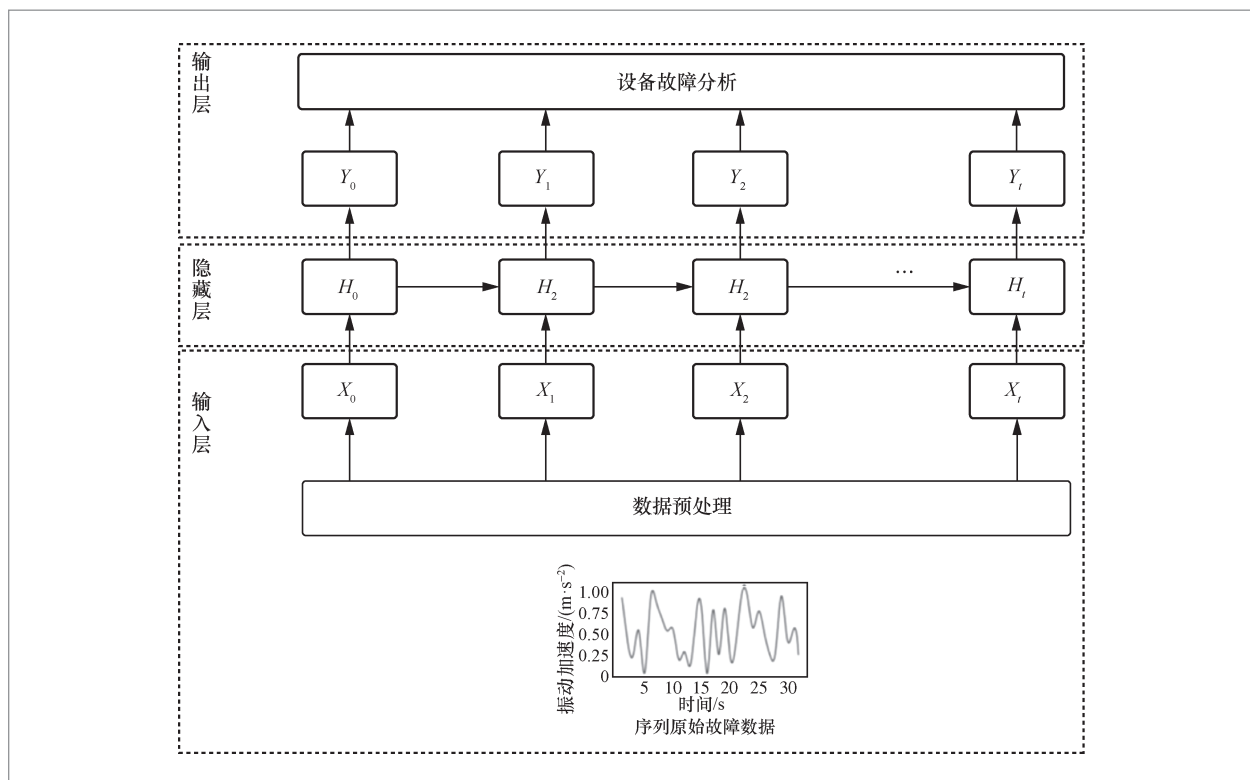 输出层
设备故障分析
Y0 Y1 Y2 Yt
隐藏层
…
H0 H2 H2 Ht
输入层
X0 X1 X2 Xt
数据预处理
振动加速度/(m·s−2)
1.00
0.75
0.50
0.25
0
5 10 15 20 25 30
时间/s
序列原始故障数据